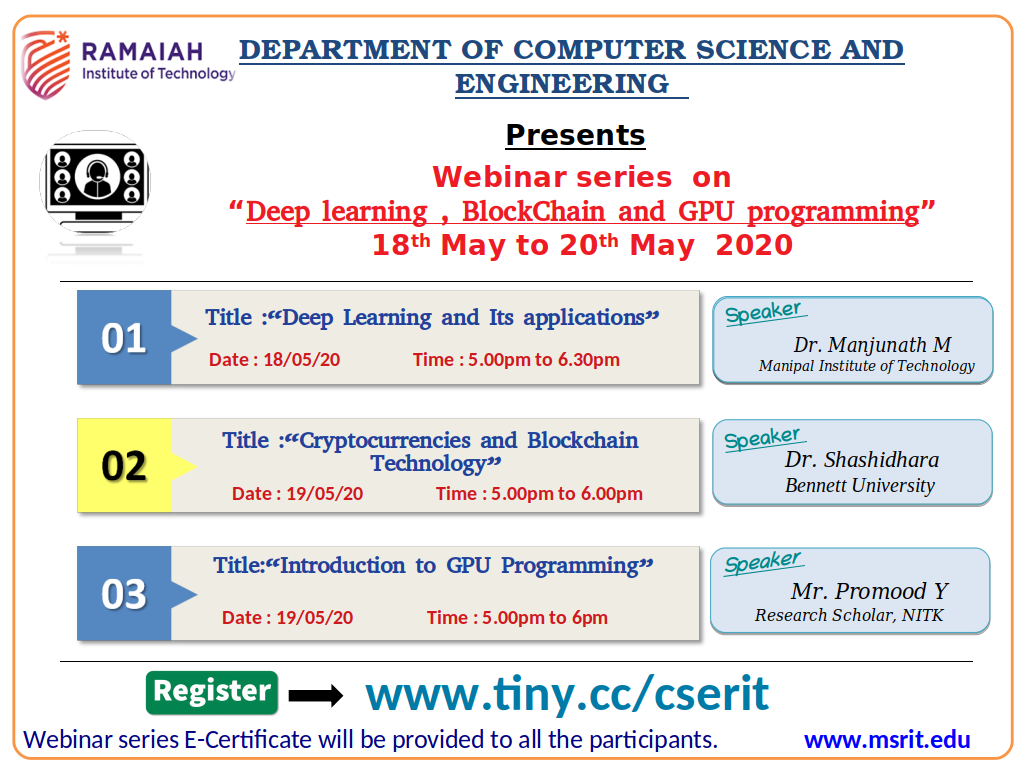 RAMAIAH
Institute of Technology
DEPARTMENT OF COMPUTER SCIENCE AND
ENGINEERING
Presents
Webinar series on
“Deep learning , BlockChain and GPU programming”
18th May to 20th May 2020
01
Title :“Deep Learning and Its applications”
Date : 18/05/20 Time : 5.00pm to 6.30pm
Speaker
Dr. Manjunath M
Manipal Institute of Technology
02
Title :“Cryptocurrencies and Blockchain
Technology”
Date : 19/05/20 Time : 5.00pm to 6.00pm
Speaker
Dr. Shashidhara
Bennett University
03
Title:“Introduction to GPU Programming”
Date : 19/05/20 Time : 5.00pm to 6pm
Speaker
Mr. Promood Y
Research Scholar, NITK
Register www.tiny.cc/cserit
Webinar series E-Certificate will be provided to all the participants. www.msrit.edu